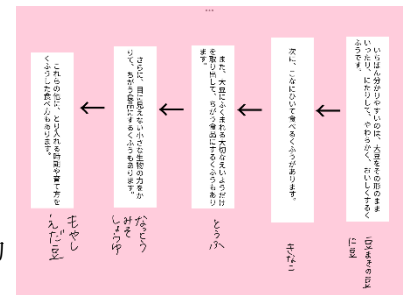 いちばん分かりやすいのは、大豆をその形のまま
いったり、にたりして、やわらかく、おいしくするく
ふうです。
豆まきの豆
に豆
次に、こなにひいて食べるくふうがあります。
きなこ
また、大豆にふくまれる大切なえいようだけ
を取り出して、ちがう食品にするくふうもあり
ます。
とうふ
さらに、目に見えない小さな生物の力をか
りて、ちがう食品にするくふうもあります。
なっとう
みそ
しょうゆ
これらの他に、とり入れる時期や育て方を
くふうした食べ方もあります。
もやし
えだ豆